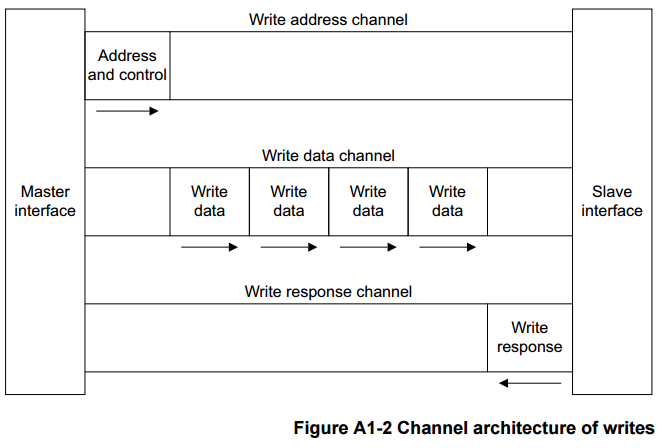 Write address channel
Address
and control
Write data channel
Master
interface
Write
data
Write
data
Write
data
Write
data
Slave
interface
Write response channel
Write
response
Figure A1-2 Channel architecture of writes